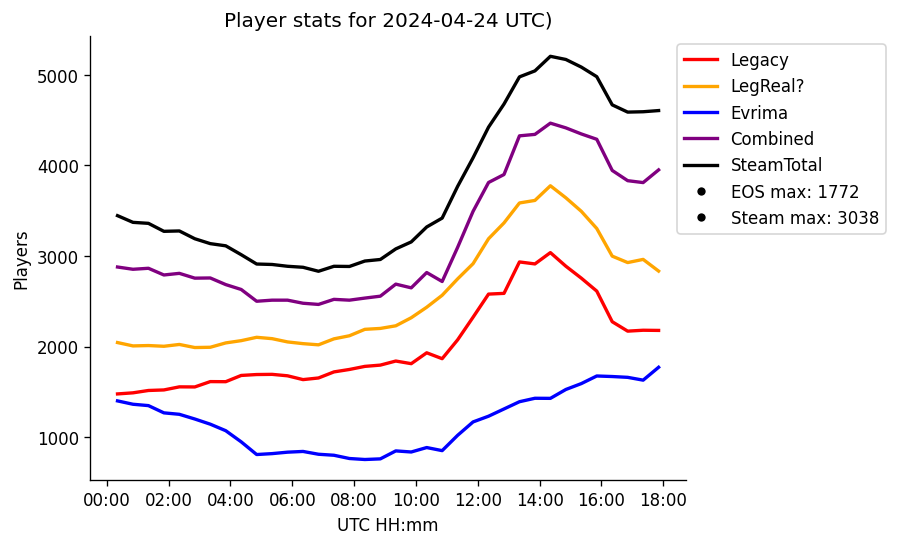 Player stats for 2024-04-24 UTC)
Players
5000
4000
3000
2000
1000
00:00 02:00 04:00 06:00 08:00 10:00 12:00 14:00 16:00 18:00
UTC HH:mm
Legacy
LegReal?
Evrima
Combined
SteamTotal
EOS max: 1772
Steam max: 3038